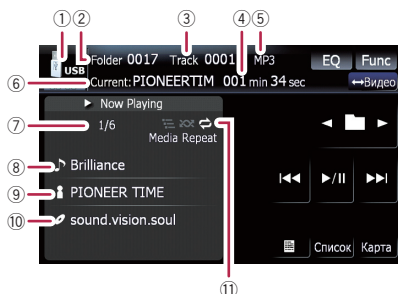 ① ② ③ ④ ⑤
USB Folder 0017 Track 0001 MP3 EQ Func
⑥ Current:PIONEERTIM 001 min 34 sec ↔Видео
Now Playing
⑦ 1/6
Media Repeat
⑧ Brilliance
⑨ PIONEER TIME
⑩ sound.vision.soul
Список Карта
⑪